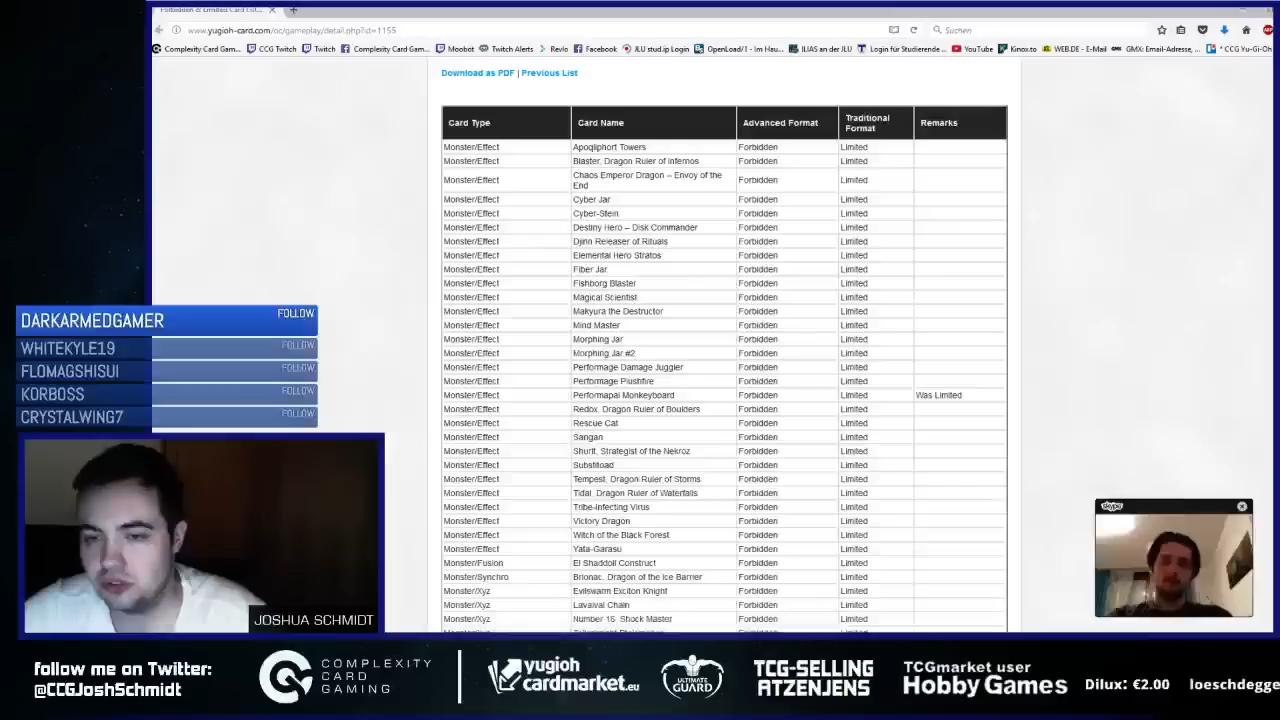 Forbidden & Limited Card List...
www.yugioh-card.com/oc/gameplay/detail.php?id=1155
Suchen
Complexity Card Gam... CCG Twitch Twitch Complexity Card Gam... Moobot Twitch Alerts Revlo Facebook JLU stud.ip Login OpenLoad/1 - Im Hau... ILIAS an der JLU Login für Studierende ... YouTube Kinox.to WEB.DE - E-Mail GMX: Email-Adresse, ... * CCG Yu-Gi-Oh
Download as PDF | Previous List
Card Type Card Name Advanced Format Traditional Format Remarks
Monster/Effect Apoqliphort Towers Forbidden Limited
Monster/Effect Blaster, Dragon Ruler of Infernos Forbidden Limited
Monster/Effect Chaos Emperor Dragon – Envoy of the End Forbidden Limited
Monster/Effect Cyber Jar Forbidden Limited
Monster/Effect Cyber-Stein Forbidden Limited
Monster/Effect Destiny Hero – Disk Commander Forbidden Limited
Monster/Effect Djinn Releaser of Rituals Forbidden Limited
Monster/Effect Elemental Hero Stratos Forbidden Limited
Monster/Effect Fiber Jar Forbidden Limited
Monster/Effect Fishborg Blaster Forbidden Limited
Monster/Effect Magical Scientist Forbidden Limited
Monster/Effect Makyura the Destructor Forbidden Limited
Monster/Effect Mind Master Forbidden Limited
Monster/Effect Morphing Jar Forbidden Limited
Monster/Effect Morphing Jar #2 Forbidden Limited
Monster/Effect Performage Damage Juggler Forbidden Limited
Monster/Effect Performage Plushfire Forbidden Limited
Monster/Effect Performapal Monkeyboard Forbidden Limited Was Limited
Monster/Effect Redox, Dragon Ruler of Boulders Forbidden Limited
Monster/Effect Rescue Cat Forbidden Limited
Monster/Effect Sangan Forbidden Limited
Monster/Effect Shurit, Strategist of the Nekroz Forbidden Limited
Monster/Effect Substitoad Forbidden Limited
Monster/Effect Tempest, Dragon Ruler of Storms Forbidden Limited
Monster/Effect Tidal, Dragon Ruler of Waterfalls Forbidden Limited
Monster/Effect Tribe-Infecting Virus Forbidden Limited
Monster/Effect Victory Dragon Forbidden Limited
Monster/Effect Witch of the Black Forest Forbidden Limited
Monster/Effect Yata-Garasu Forbidden Limited
Monster/Fusion El Shaddoll Construct Forbidden Limited
Monster/Synchro Brionac, Dragon of the Ice Barrier Forbidden Limited
Monster/Xyz Evilswarm Exciton Knight Forbidden Limited
Monster/Xyz Lavalval Chain Forbidden Limited
Monster/Xyz Number 16: Shock Master Forbidden Limited
DARKARMEDGAMER FOLLOW
WHITEKYLE19 FOLLOW
FLOMAGSHISUI FOLLOW
KORBOSS FOLLOW
CRYSTALWING7 FOLLOW
JOSHUA SCHMIDT
skype
follow me on Twitter:
@CCGJoshSchmidt
COMPLEXITY
CARD
GAMING
yugioh
cardmarket.eu
ULTIMATE
GUARD
TCG-SELLING
ATZENJENS
TCGmarket user
Hobby Games
Dilux: €2.00 loeschdegge